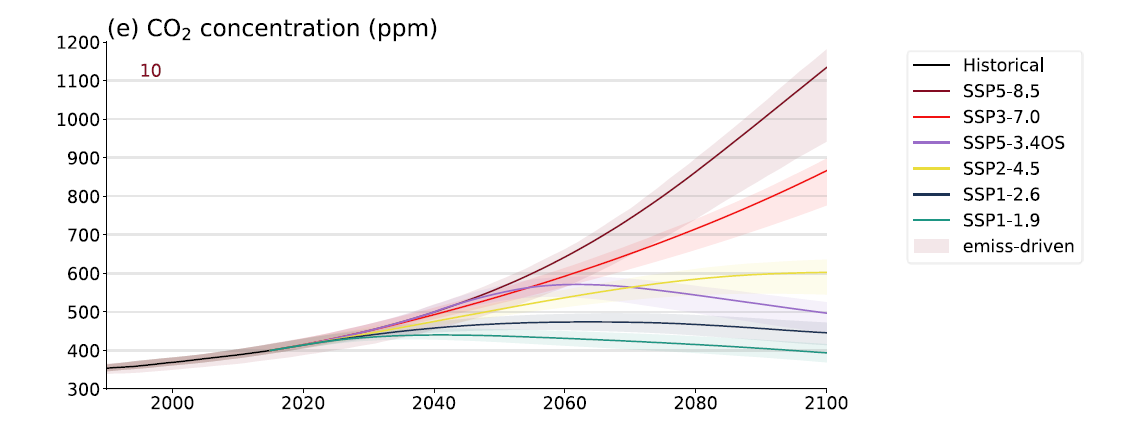 (e) CO₂ concentration (ppm)
1200
1100
1000
900
800
700
600
500
400
300
10
2000 2020 2040 2060 2080 2100
Historical
SSP5-8.5
SSP3-7.0
SSP5-3.4OS
SSP2-4.5
SSP1-2.6
SSP1-1.9
emiss-driven